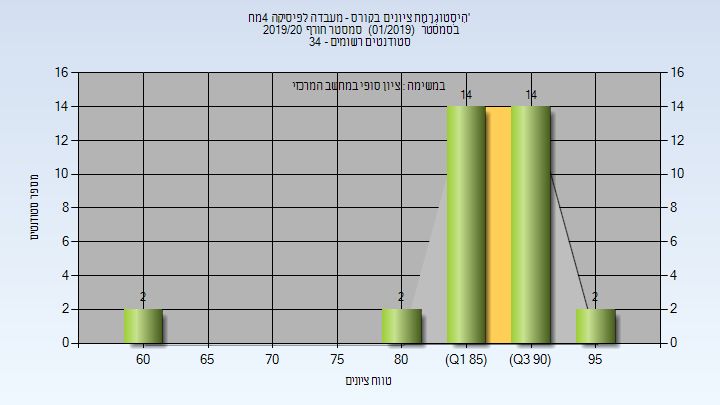 הִיסְטוֹגְרָמַת ציונים בקורס - מעבדה לפיסיקה 4מח'
בסמסטר (01/2019) סמסטר חורף 2019/20
סטודנטים רשומים - 34
במשימה : ציון סופי במחשב המרכזי
מספר סטודנטים
16 16
14 14
12 12
10 10
8 8
6 6
4 4
2 2
0 0
2 2 14 14 2
60 65 70 75 80 (Q1 85) (Q3 90) 95
טווח ציונים